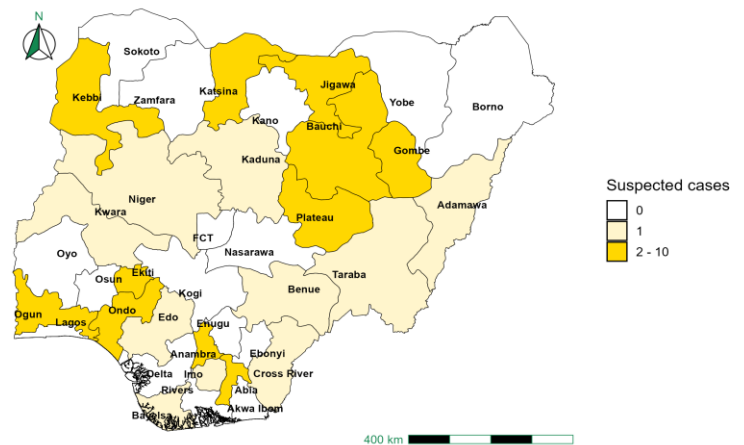 N
Sokoto
Kebbi
Zamfara
Katsina
Jigawa
Yobe
Borno
Kano
Bauchi
Gombe
Kaduna
Niger
Kwara
Adamawa
Plateau
FCT
Nasarawa
Oyo
Osun
Ekiti
Taraba
Benue
Kogi
Ogun
Lagos
Ondo
Edo
Enugu
Anambra
Ebonyi
Delta
Imo
Cross River
Rivers
Abia
Bayelsa
Akwa Ibom
Suspected cases
0
1
2 - 10
400 km